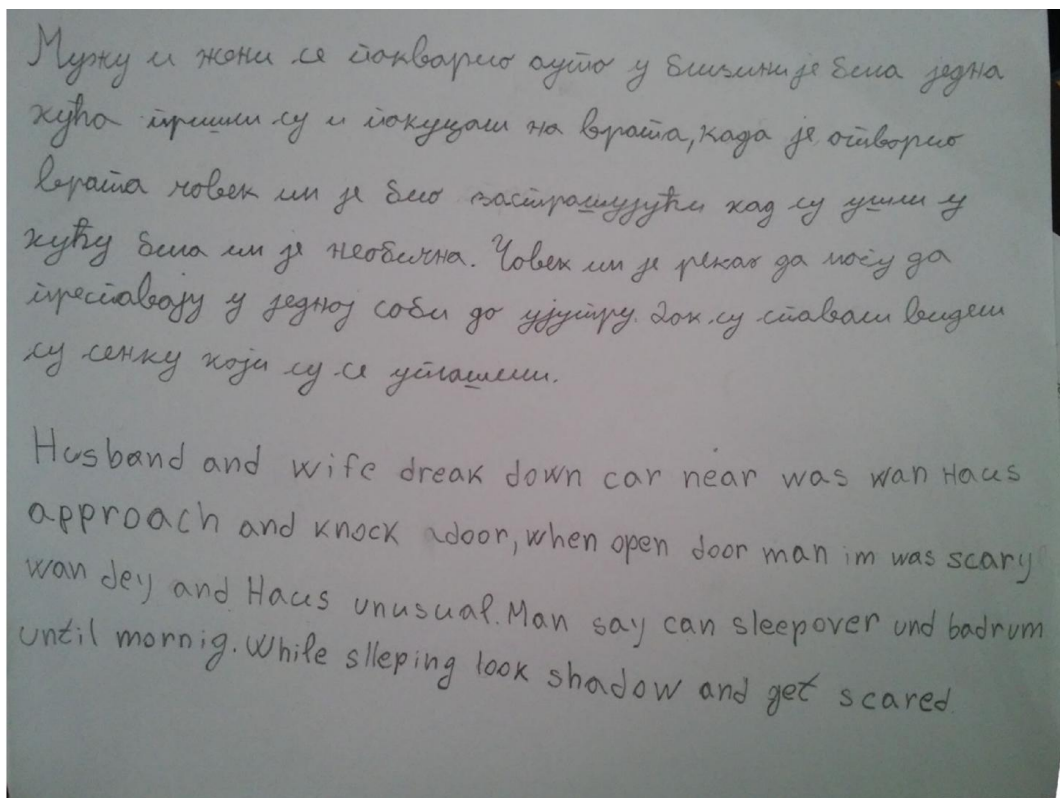 Мужу и жени се покварио ауто у близини је била једна
кућа пришли су и покуцали на врата, када је отворио
врата човек им је био застрашујући кад су ушли у
кућу била им је необична. Човек им је рекао да могу да
преспавају у једној соби до ујутру. Док су спавали видели
су сенку који су се уплашени.
Husband and wife dreak down car near was wan Haus
approach and knock adoor, when open door man im was scary
wan dey and Haus unusual. Man say can sleepover und badrum
until mornig. While slleping look shadow and get scared.